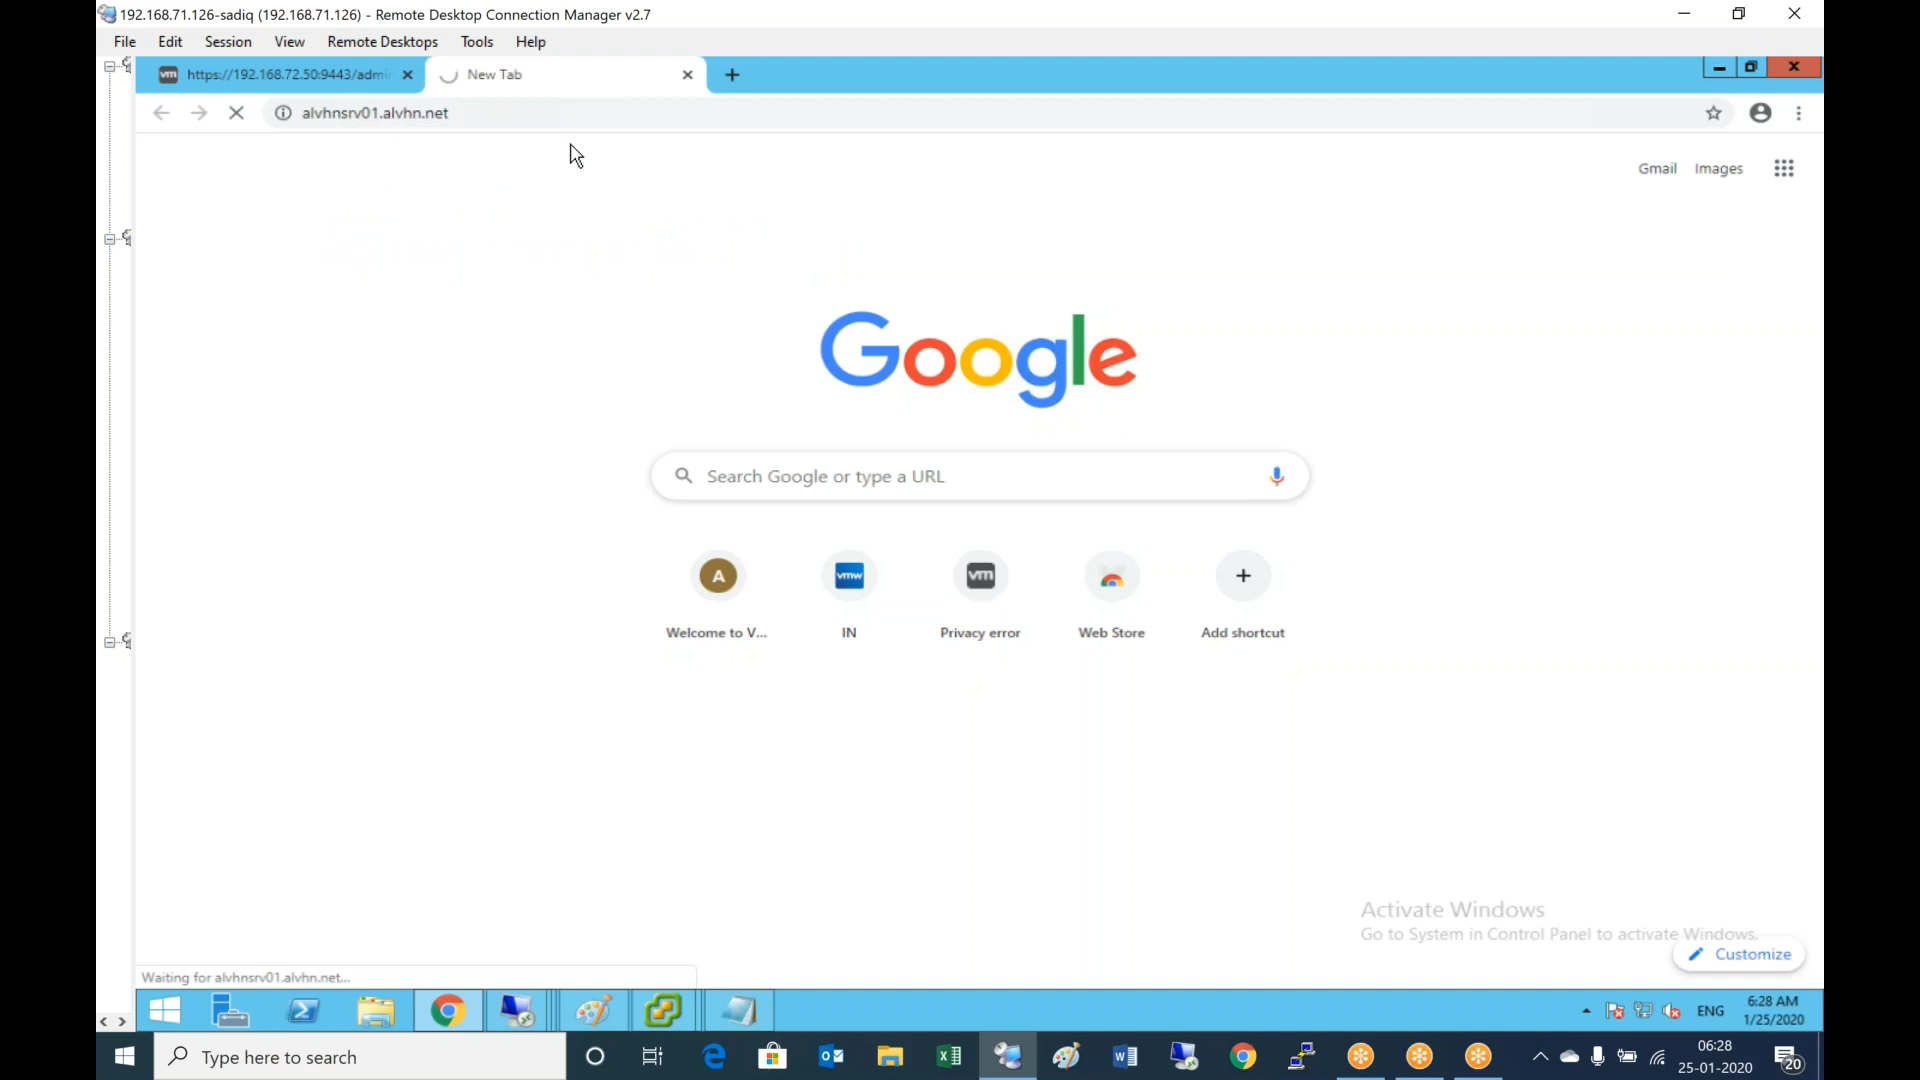 192.168.71.126-sadiq (192.168.71.126) - Remote Desktop Connection Manager v2.7
File Edit Session View Remote Desktops Tools Help
vm https://192.168.72.50:9443/admi New Tab
alvhnsrv01.alvhn.net
Gmail Images
Google
Search Google or type a URL
A vmw vm
Welcome to V... IN Privacy error Web Store Add shortcut
Activate Windows
Go to System in Control Panel to activate Windows.
Customize
Waiting for alvhnsrv01.alvhn.net...
ENG 6:28 AM
1/25/2020
Type here to search
06:28
25-01-2020
20